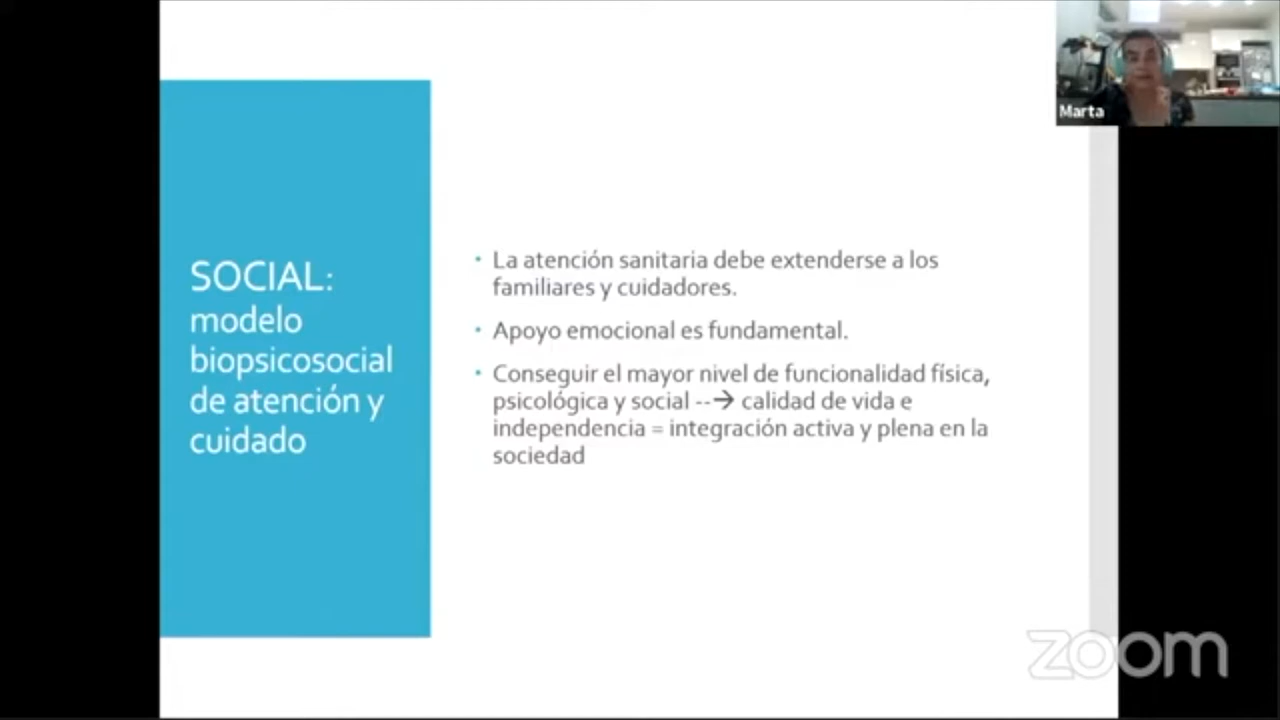 SOCIAL:
modelo
biopsicosocial
de atención y
cuidado
• La atención sanitaria debe extenderse a los
familiares y cuidadores.
• Apoyo emocional es fundamental.
• Conseguir el mayor nivel de funcionalidad física,
psicológica y social --→ calidad de vida e
independencia = integración activa y plena en la
sociedad
Marta
zoom